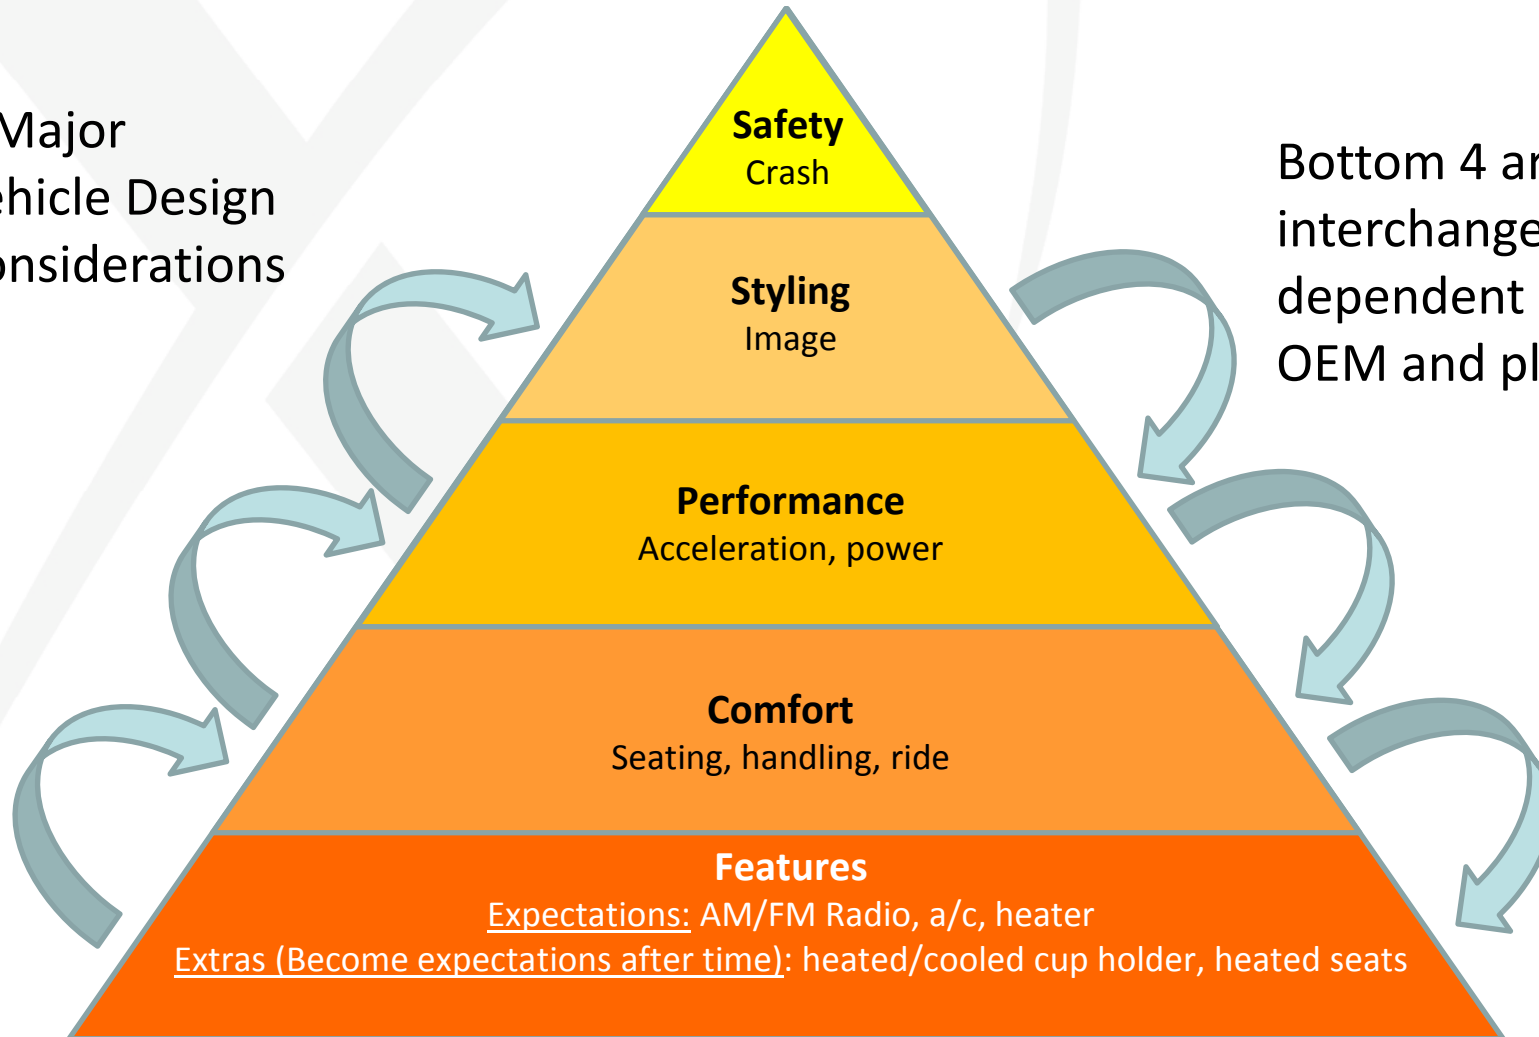 Major
ehicle Design
onsiderations
Bottom 4 ar
interchange
dependent
OEM and pl
Safety
Crash
Styling
Image
Performance
Acceleration, power
Comfort
Seating, handling, ride
Features
Expectations: AM/FM Radio, a/c, heater
Extras (Become expectations after time): heated/cooled cup holder, heated seats